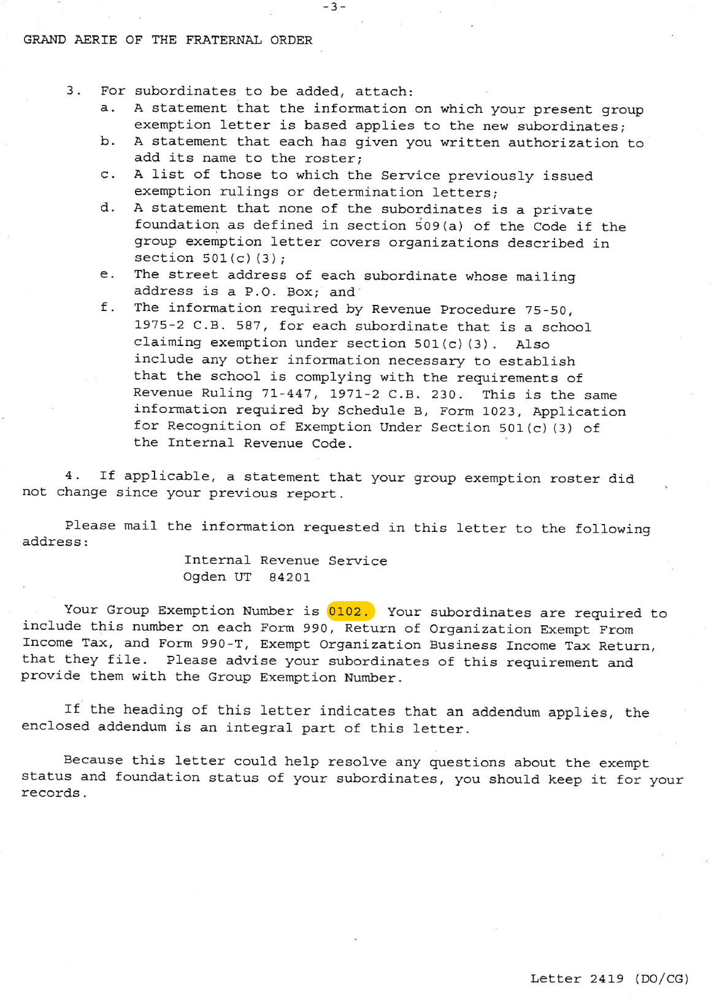 -3-
GRAND AERIE OF THE FRATERNAL ORDER
3. For subordinates to be added, attach:
a. A statement that the information on which your present group
exemption letter is based applies to the new subordinates;
b. A statement that each has given you written authorization to
add its name to the roster;
c. A list of those to which the Service previously issued
exemption rulings or determination letters;
d. A statement that none of the subordinates is a private
foundation as defined in section 509(a) of the Code if the
group exemption letter covers organizations described in
section 501(c)(3);
e. The street address of each subordinate whose mailing
address is a P.O. Box; and
f. The information required by Revenue Procedure 75-50,
1975-2 C.B. 587, for each subordinate that is a school
claiming exemption under section 501(c)(3). Also
include any other information necessary to establish
that the school is complying with the requirements of
Revenue Ruling 71-447, 1971-2 C.B. 230. This is the same
information required by Schedule B, Form 1023, Application
for Recognition of Exemption Under Section 501(c)(3) of
the Internal Revenue Code.
4. If applicable, a statement that your group exemption roster did
not change since your previous report.
Please mail the information requested in this letter to the following
address:
Internal Revenue Service
Ogden UT 84201
Your Group Exemption Number is 0102. Your subordinates are required to
include this number on each Form 990, Return of Organization Exempt From
Income Tax, and Form 990-T, Exempt Organization Business Income Tax Return,
that they file. Please advise your subordinates of this requirement and
provide them with the Group Exemption Number.
If the heading of this letter indicates that an addendum applies, the
enclosed addendum is an integral part of this letter.
Because this letter could help resolve any questions about the exempt
status and foundation status of your subordinates, you should keep it for your
records.
Letter 2419 (DO/CG)